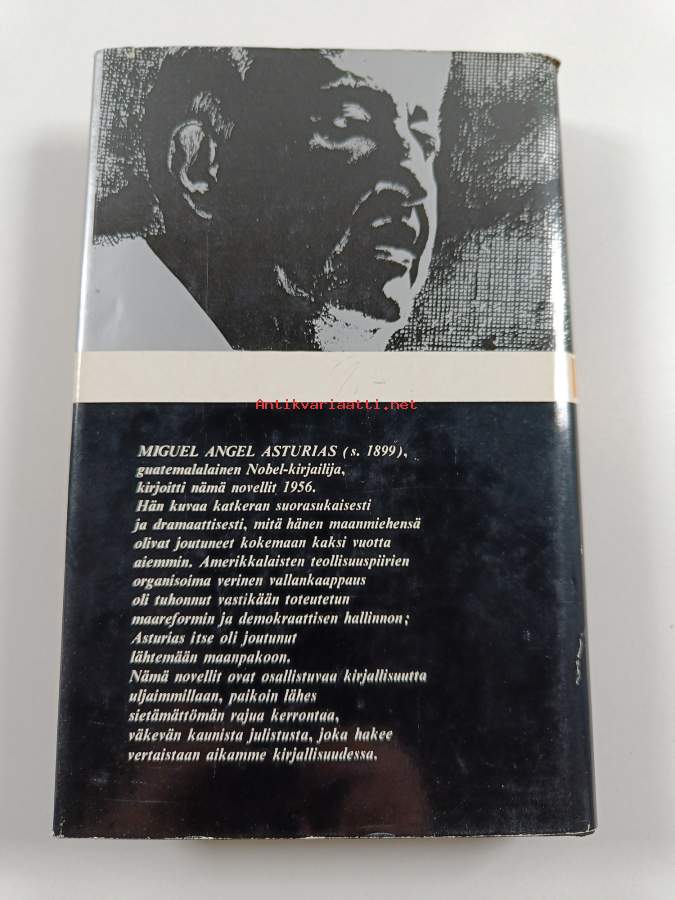 Antikvariaatti.net
MIGUEL ANGEL ASTURIAS (s. 1899),
guatemalalainen Nobel-kirjailija,
kirjoitti nämä novellit 1956.
Hän kuvaa katkeran suorasukaisesti
ja dramaattisesti, mitä hänen maanmiehensä
olivat joutuneet kokemaan kaksi vuotta
aiemmin. Amerikkalaisten teollisuuspiirien
organisoima verinen vallankaappaus
oli tuhonnut vastikään toteutetun
maareformin ja demokraattisen hallinnon;
Asturias itse oli joutunut
lähtemään maanpakoon.
Nämä novellit ovat osallistuvaa kirjallisuutta
uljaimmillaan, paikoin lähes
sietämättömän rajua kerrontaa,
väkevän kaunista julistusta, joka hakee
vertaistaan aikamme kirjallisuudessa.